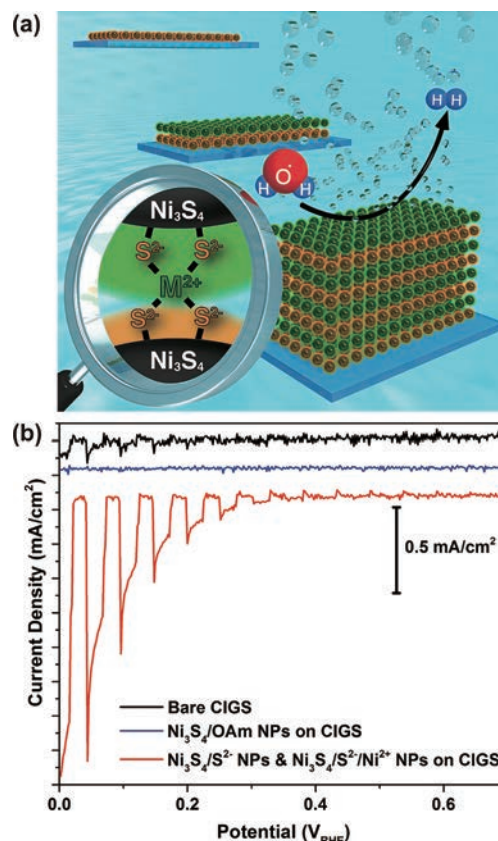 (a)
H H
O
H H
Ni₃S₄
S²⁻ S²⁻
M²⁺
S²⁻ S²⁻
Ni₃S₄
(b)
Current Density (mA/cm²)
0.5 mA/cm²
Bare CIGS
Ni₃S₄/OAm NPs on CIGS
Ni₃S₄/S²⁻ NPs & Ni₃S₄/S²⁻/Ni²⁺ NPs on CIGS
0.0 0.2 0.4 0.6
Potential (V_RHE)